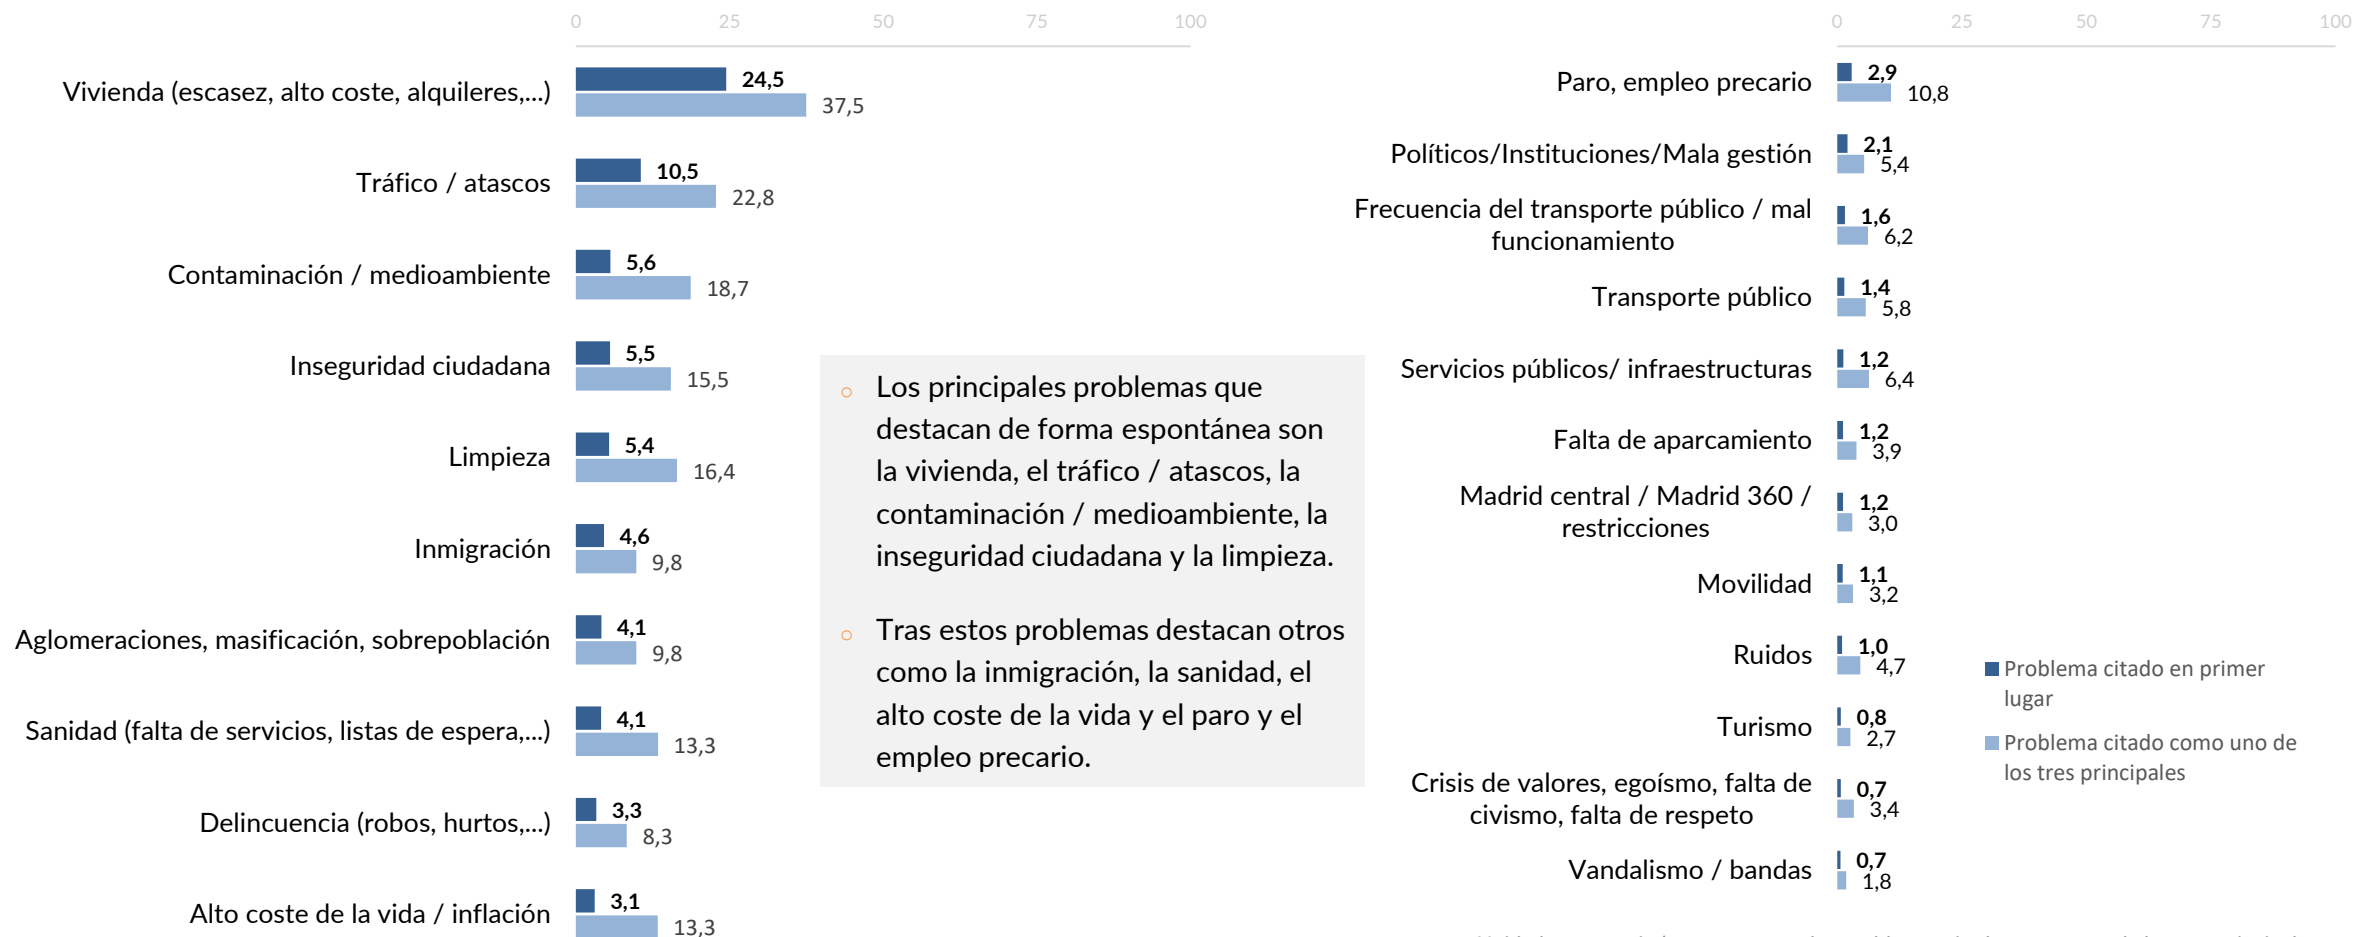 0 25 50 75 100
Vivienda (escasez, alto coste, alquileres,...) 24,5
37,5
Tráfico / atascos 10,5
22,8
Contaminación / medioambiente 5,6
18,7
Inseguridad ciudadana 5,5
15,5
Limpieza 5,4
16,4
Inmigración 4,6
9,8
Aglomeraciones, masificación, sobrepoblación 4,1
9,8
Sanidad (falta de servicios, listas de espera,...) 4,1
13,3
Delincuencia (robos, hurtos,...) 3,3
8,3
Alto coste de la vida / inflación 3,1
13,3
○ Los principales problemas que
destacan de forma espontánea son
la vivienda, el tráfico / atascos, la
contaminación / medioambiente, la
inseguridad ciudadana y la limpieza.
○ Tras estos problemas destacan otros
como la inmigración, la sanidad, el
alto coste de la vida y el paro y el
empleo precario.
0 25 50 75 100
Paro, empleo precario 2,9
10,8
Políticos/Instituciones/Mala gestión 2,1
5,4
Frecuencia del transporte público / mal
funcionamiento 1,6
6,2
Transporte público 1,4
5,8
Servicios públicos/ infraestructuras 1,2
6,4
Falta de aparcamiento 1,2
3,9
Madrid central / Madrid 360 /
restricciones 1,2
3,0
Movilidad 1,1
3,2
Ruidos 1,0
4,7
Turismo 0,8
2,7
Crisis de valores, egoísmo, falta de
civismo, falta de respeto 0,7
3,4
Vandalismo / bandas 0,7
1,8
Problema citado en primer
lugar
Problema citado como uno de
los tres principales